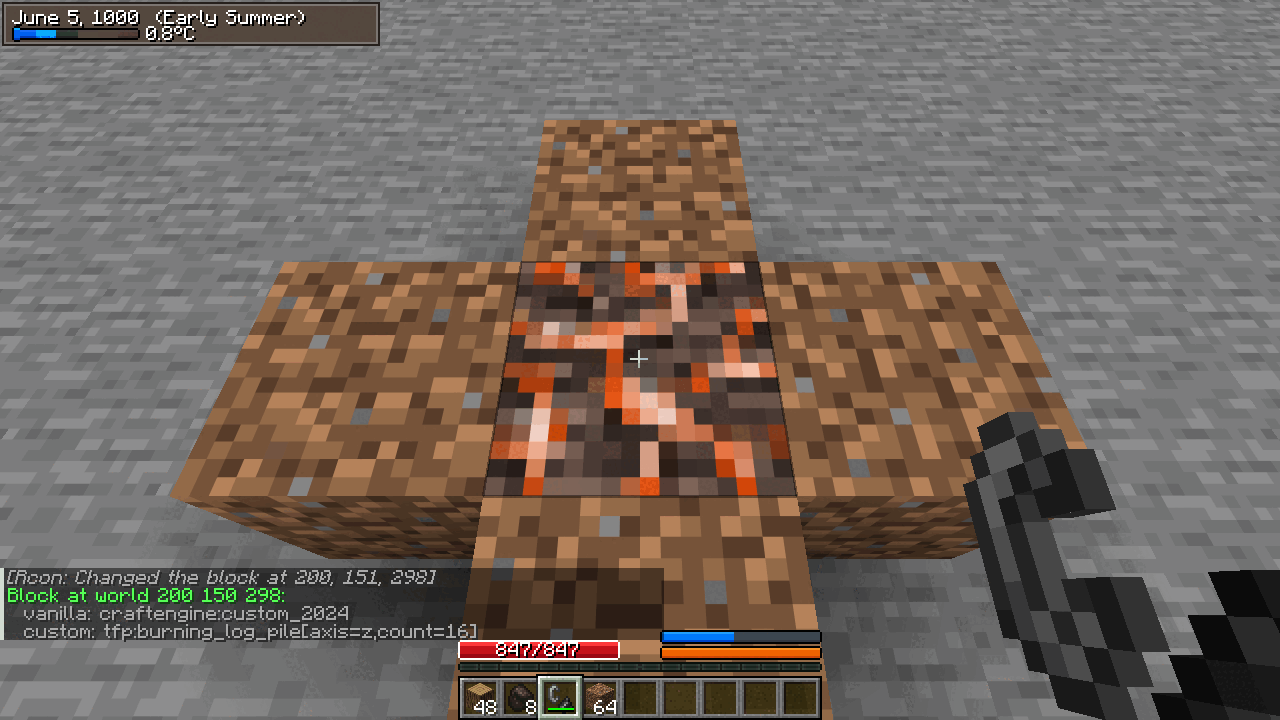 June 5, 1000 (Early Summer)
0.8ºC
[Rcon: Changed the block at 200, 151, 298]
Block at world 200 150 298:
vanilla: craftengine:custom_2024
custom: tfp:burning_log_pile[axis=z,count=16]
847/847
48
8
64